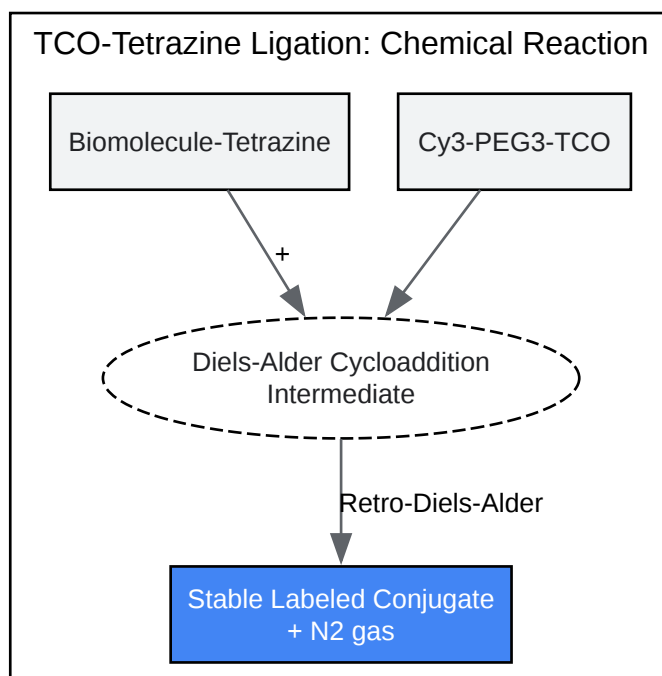 TCO-Tetrazine Ligation: Chemical Reaction
Biomolecule-Tetrazine
Cy3-PEG3-TCO
+
Diels-Alder Cycloaddition
Intermediate
Retro-Diels-Alder
Stable Labeled Conjugate
+ N2 gas